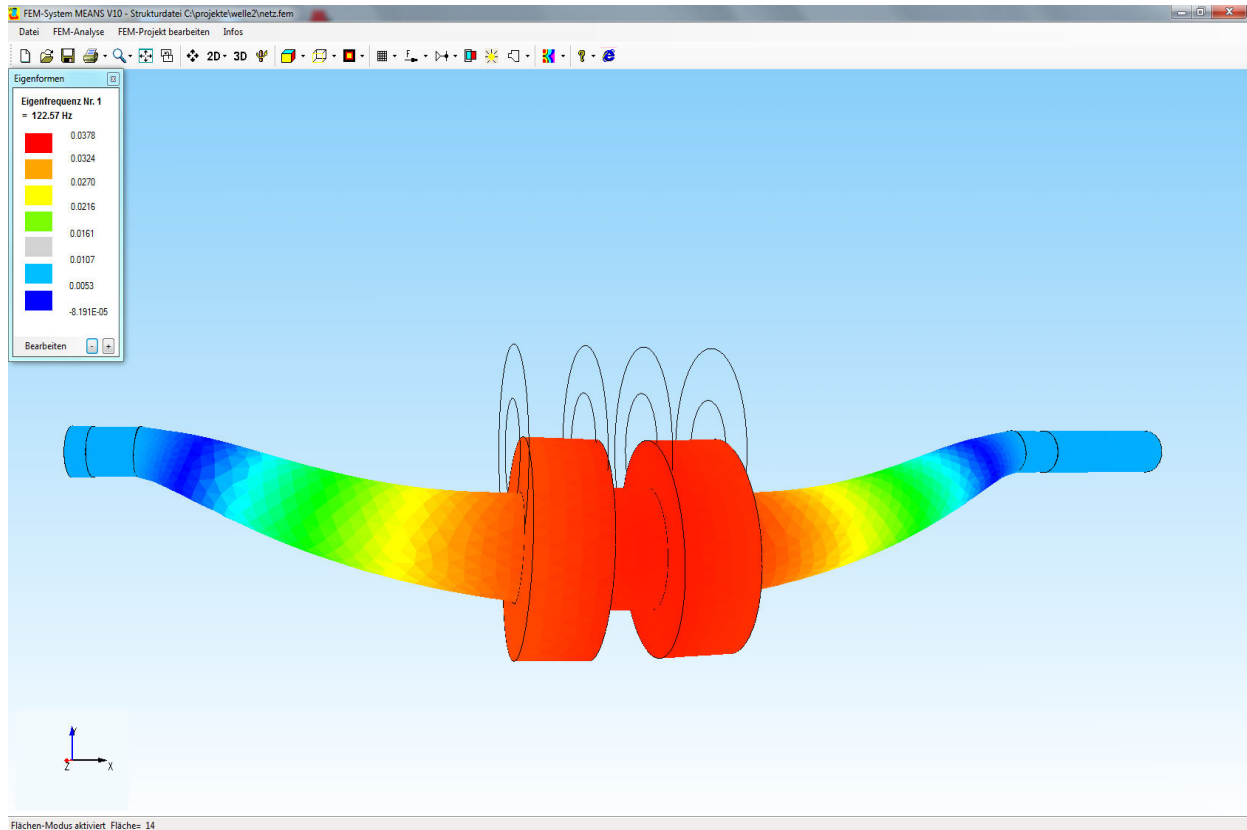 FEM-System MEANS V10 - Strukturdatei C:\projekte\welle2\netz.fem
Datei FEM-Analyse FEM-Projekt bearbeiten Infos
2D 3D
Eigenformen
Eigenfrequenz Nr. 1
= 122.57 Hz
0.0378
0.0324
0.0270
0.0216
0.0161
0.0107
0.0053
-8.191E-05
Bearbeiten - +
Y
Z X
Flächen-Modus aktiviert Fläche= 14